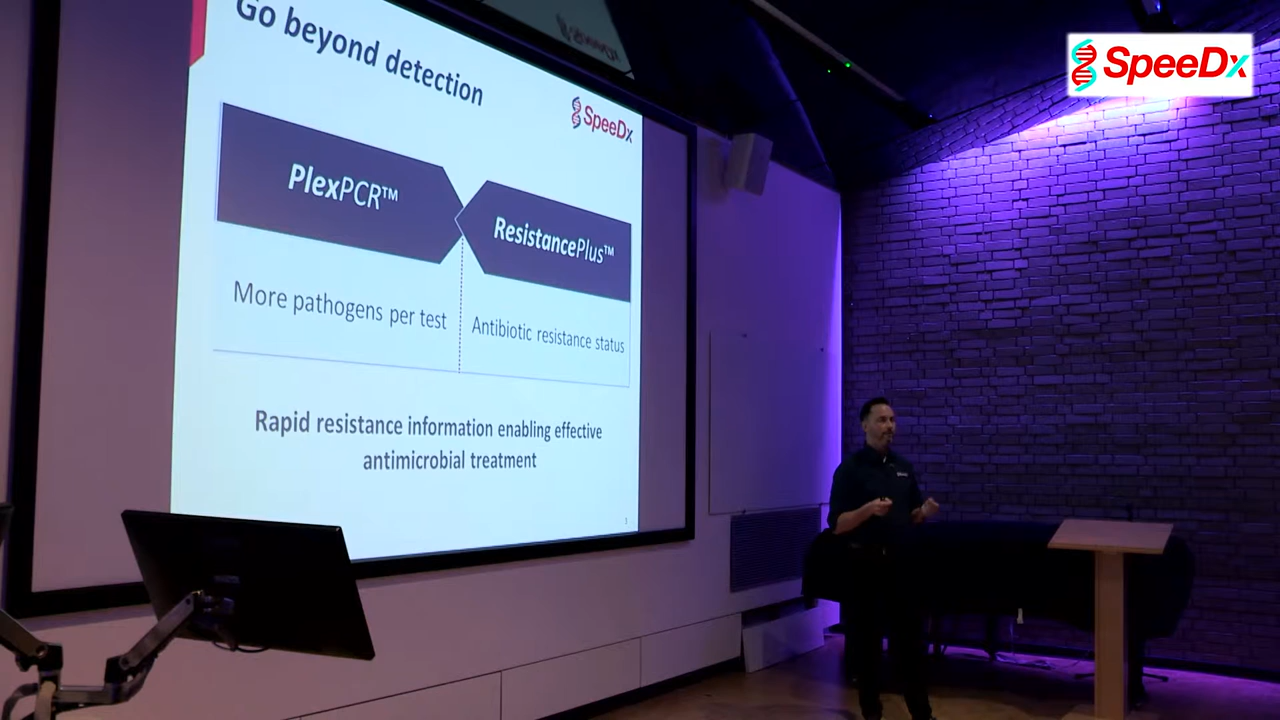 Go beyond detection
SpeeDx
PlexPCR™
ResistancePlus™
More pathogens per test
Antibiotic resistance status
Rapid resistance information enabling effective
antimicrobial treatment
SpeeDx